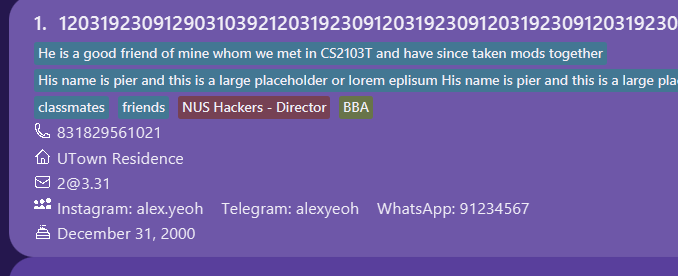 1. 12031923091290310392120319230912031923091203192309120319230
He is a good friend of mine whom we met in CS2103T and have since taken mods together
His name is pier and this is a large placeholder or lorem eplisum His name is pier and this is a large pla
classmates friends NUS Hackers - Director BBA
831829561021
UTown Residence
2@3.31
Instagram: alex.yeoh Telegram: alexyeoh WhatsApp: 91234567
December 31, 2000